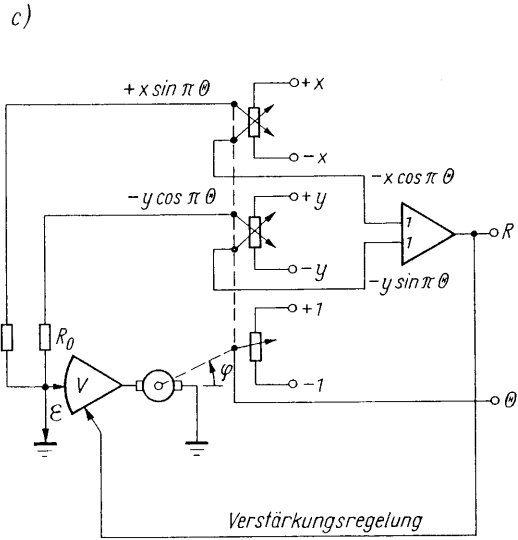 c)
+x sin π Θ
+x
-x
-x cos π Θ
-y cos π Θ
+y
1
1
R
-y
-y sin π Θ
+1
R₀
φ
V
-1
ε
Θ
Verstärkungsregelung